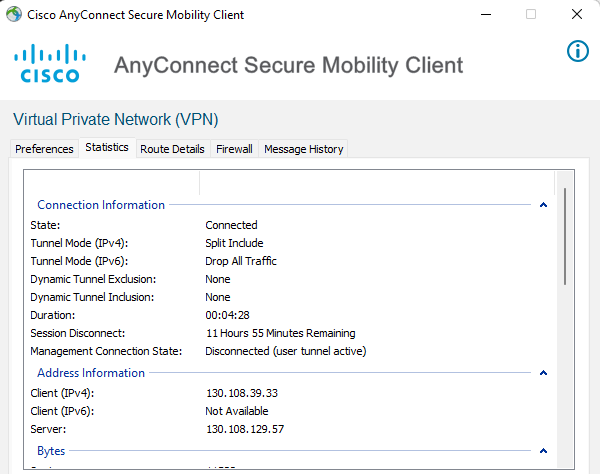 Cisco AnyConnect Secure Mobility Client
CISCO
AnyConnect Secure Mobility Client
Virtual Private Network (VPN)
Preferences Statistics Route Details Firewall Message History
Connection Information
State: Connected
Tunnel Mode (IPv4): Split Include
Tunnel Mode (IPv6): Drop All Traffic
Dynamic Tunnel Exclusion: None
Dynamic Tunnel Inclusion: None
Duration: 00:04:28
Session Disconnect: 11 Hours 55 Minutes Remaining
Management Connection State: Disconnected (user tunnel active)
Address Information
Client (IPv4): 130.108.39.33
Client (IPv6): Not Available
Server: 130.108.129.57
Bytes